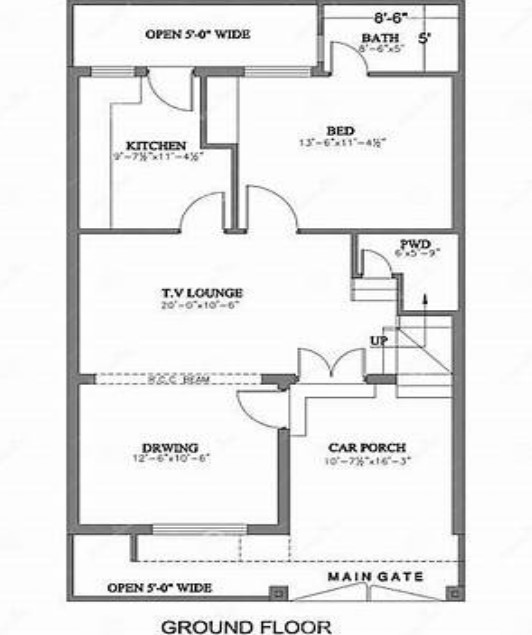 8'-6"
OPEN 5'-0" WIDE
BATH
5'
8'-6"x5'
BED
13'-6"x11'-4½"
KITCHEN
9'-7½"x11'-4½"
PWD
6'x5'-9"
T.V LOUNGE
20'-0"x10'-6"
UP
R.C.C BEAM
DRWING
12'-6"x10'-6"
CAR PORCH
10'-7½"x16'-3"
MAIN GATE
OPEN 5'-0" WIDE
GROUND FLOOR